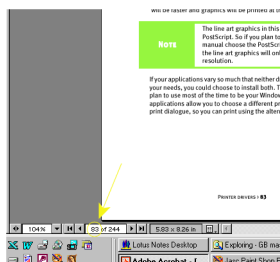 will be faster and graphics will be printed at th
The line art graphics in this
PostScript. So if you plan to
manual choose the PostScri
the line art graphics will onl
resolution.
NOTE
If your applications vary so much that neither d
your needs, you could choose to install both. T
plan to use most of the time to be your Window
applications allow you to choose a different pr
print dialogue, so you can print using the altern
PRINTER DRIVERS | 83
104% 83 of 244 5.83 x 8.26 in
Lotus Notes Desktop Exploring - GB ma
Adobe Acrobat - [ Jasc Paint Shop P